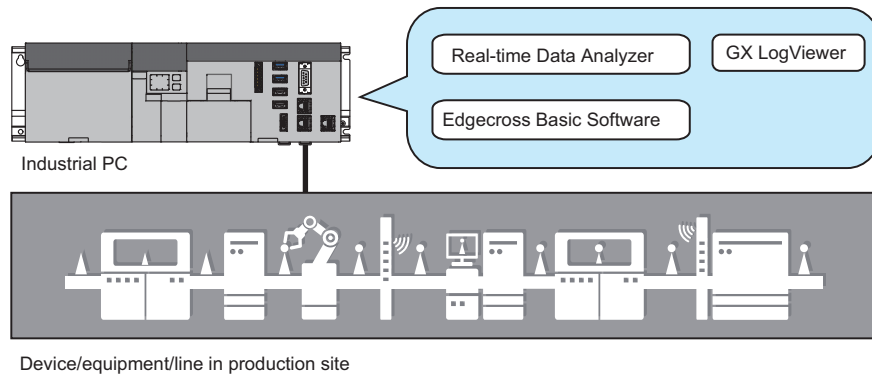 Real-time Data Analyzer
GX LogViewer
Edgecross Basic Software
Industrial PC
Device/equipment/line in production site